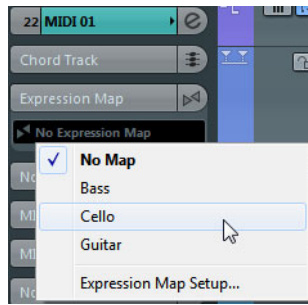 22 MIDI 01
Chord Track
Expression Map
No Expression Map
No Map
Bass
Cello
Guitar
Expression Map Setup...